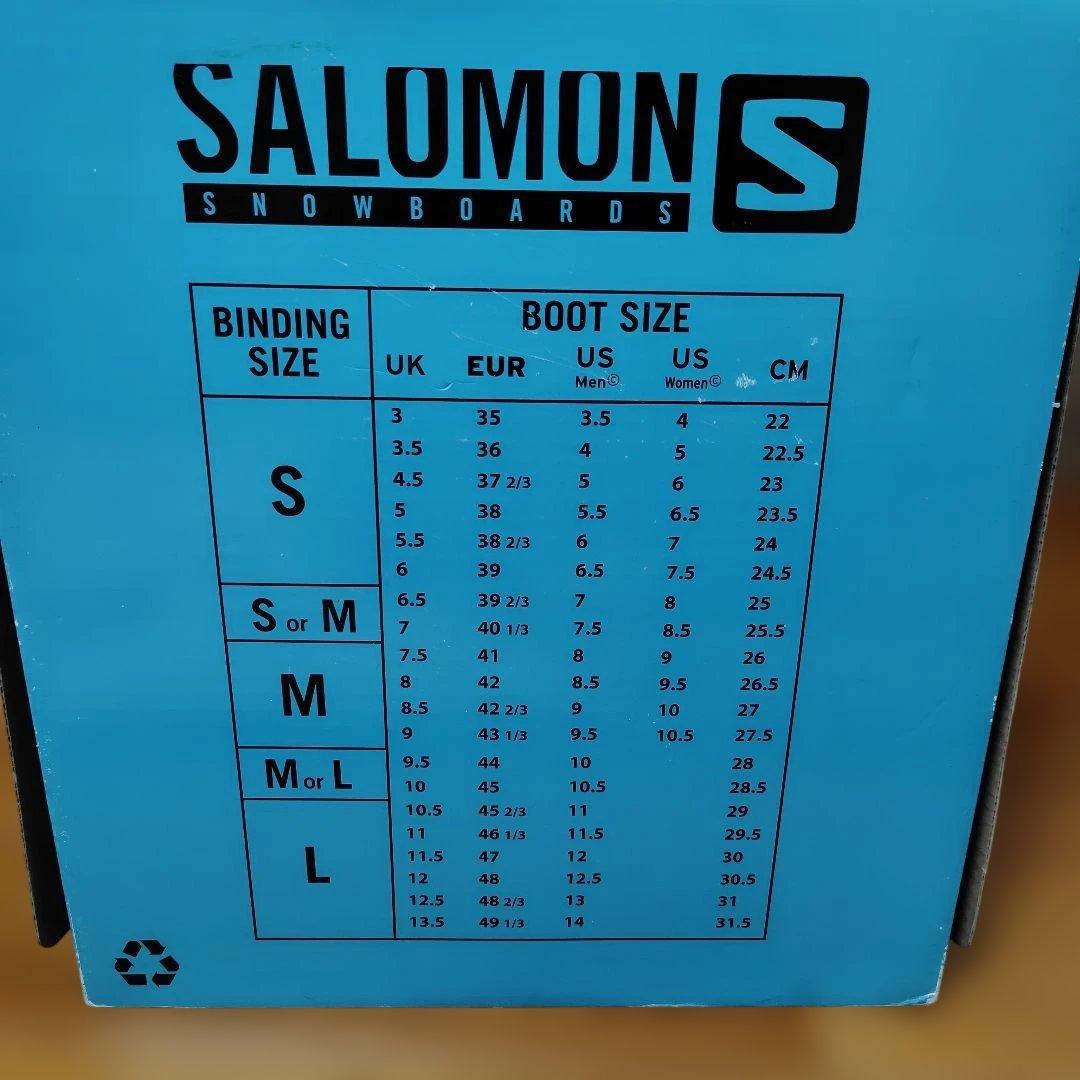 SALOMON S
SNOWBOARDS
BINDING SIZE BOOT SIZE
UK EUR US Men© US Women© CM
S
3 35 3.5 4 22
3.5 36 4 5 22.5
4.5 37 2/3 5 6 23
5 38 5.5 6.5 23.5
5.5 38 2/3 6 7 24
6 39 6.5 7.5 24.5
S or M
6.5 39 2/3 7 8 25
7 40 1/3 7.5 8.5 25.5
M
7.5 41 8 9 26
8 42 8.5 9.5 26.5
8.5 42 2/3 9 10 27
9 43 1/3 9.5 10.5 27.5
M or L
9.5 44 10 28
10 45 10.5 28.5
L
10.5 45 2/3 11 29
11 46 1/3 11.5 29.5
11.5 47 12 30
12 48 12.5 30.5
12.5 48 2/3 13 31
13.5 49 1/3 14 31.5